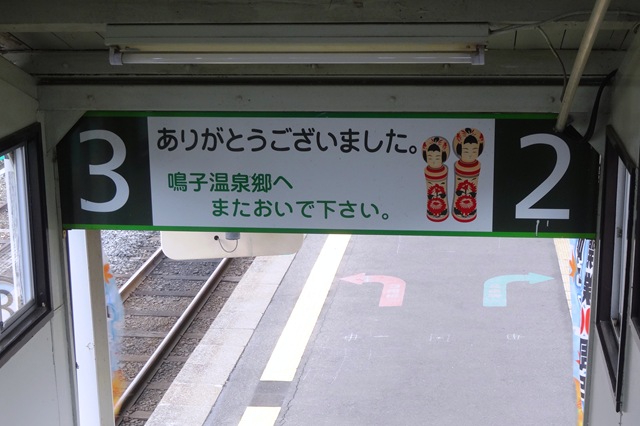 3
ありがとうございました。
鳴子温泉郷へ
またおいで下さい。
2